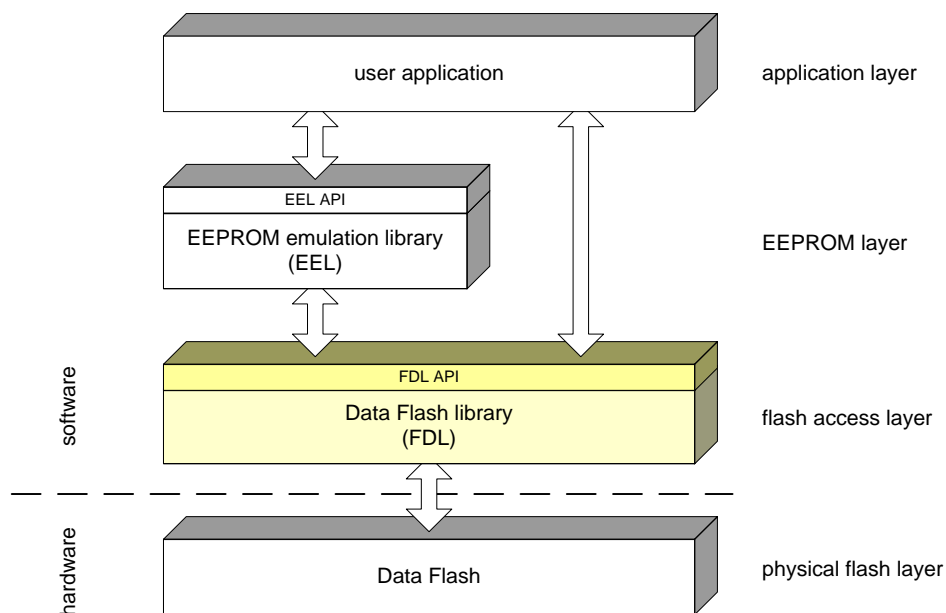 user application
application layer
EEL API
EEPROM emulation library
(EEL)
EEPROM layer
FDL API
Data Flash library
(FDL)
flash access layer
software
hardware
Data Flash
physical flash layer